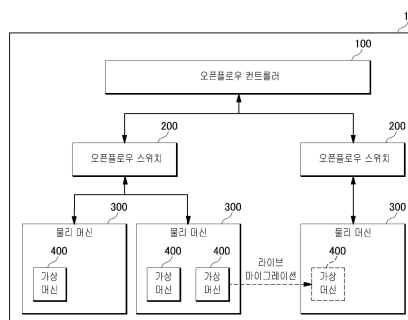 1
100
오픈플로우 컨트롤러
200
200
오픈플로우 스위치
오픈플로우 스위치
300
300
300
물리 머신
물리 머신
물리 머신
400
400
400
400
라이브
마이그레이션
가상
머신
가상
머신
가상
머신
가상
머신